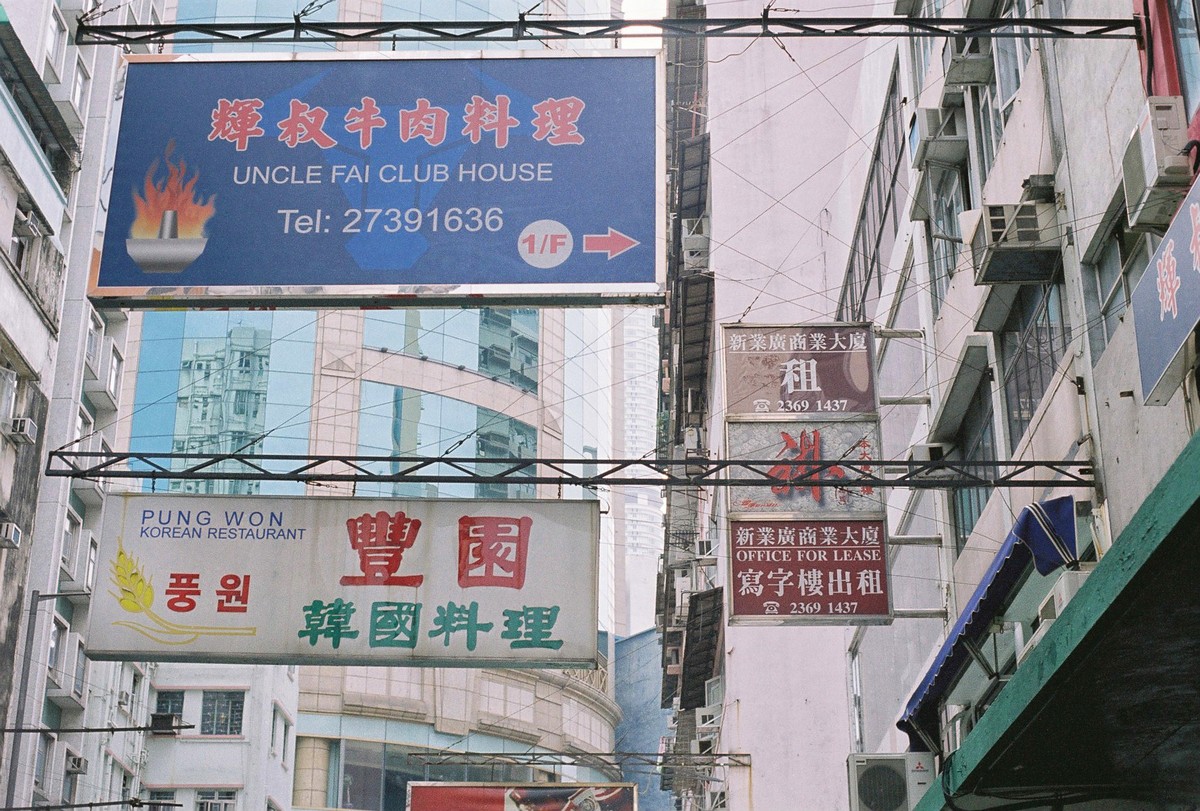 輝叔牛肉料理
UNCLE FAI CLUB HOUSE
Tel: 27391636
1/F
新業廣商業大廈
租
☎ 2369 1437
新業廣商業大廈
OFFICE FOR LEASE
寫字樓出租
☎ 2369 1437
PUNG WON
KOREAN RESTAURANT
풍원
豐園
韓國料理
輝